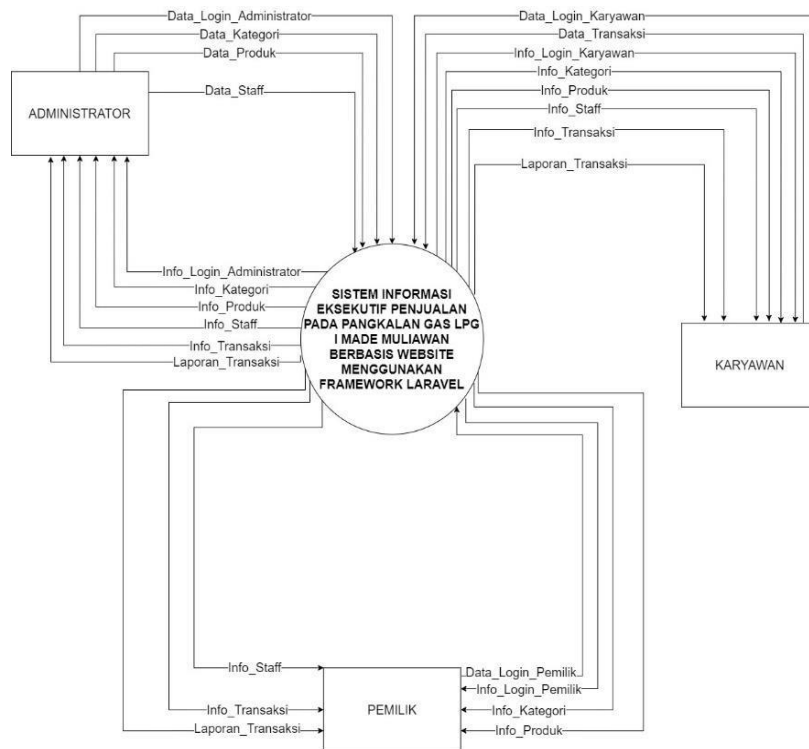 Data_Login_Administrator
Data_Kategori
Data_Produk
Data_Staff
ADMINISTRATOR
Data_Login_Karyawan
Data_Transaksi
Info_Login_Karyawan
Info_Kategori
Info_Produk
Info_Staff
Info_Transaksi
Laporan_Transaksi
Info_Login_Administrator
Info_Kategori
Info_Produk
Info_Staff
Info_Transaksi
Laporan_Transaksi
SISTEM INFORMASI
EKSEKUTIF PENJUALAN
PADA PANGKALAN GAS LPG
I MADE MULIAWAN
BERBASIS WEBSITE
MENGGUNAKAN
FRAMEWORK LARAVEL
KARYAWAN
Info_Staff
Info_Transaksi
Laporan_Transaksi
PEMILIK
Data_Login_Pemilik
Info_Login_Pemilik
Info_Kategori
Info_Produk